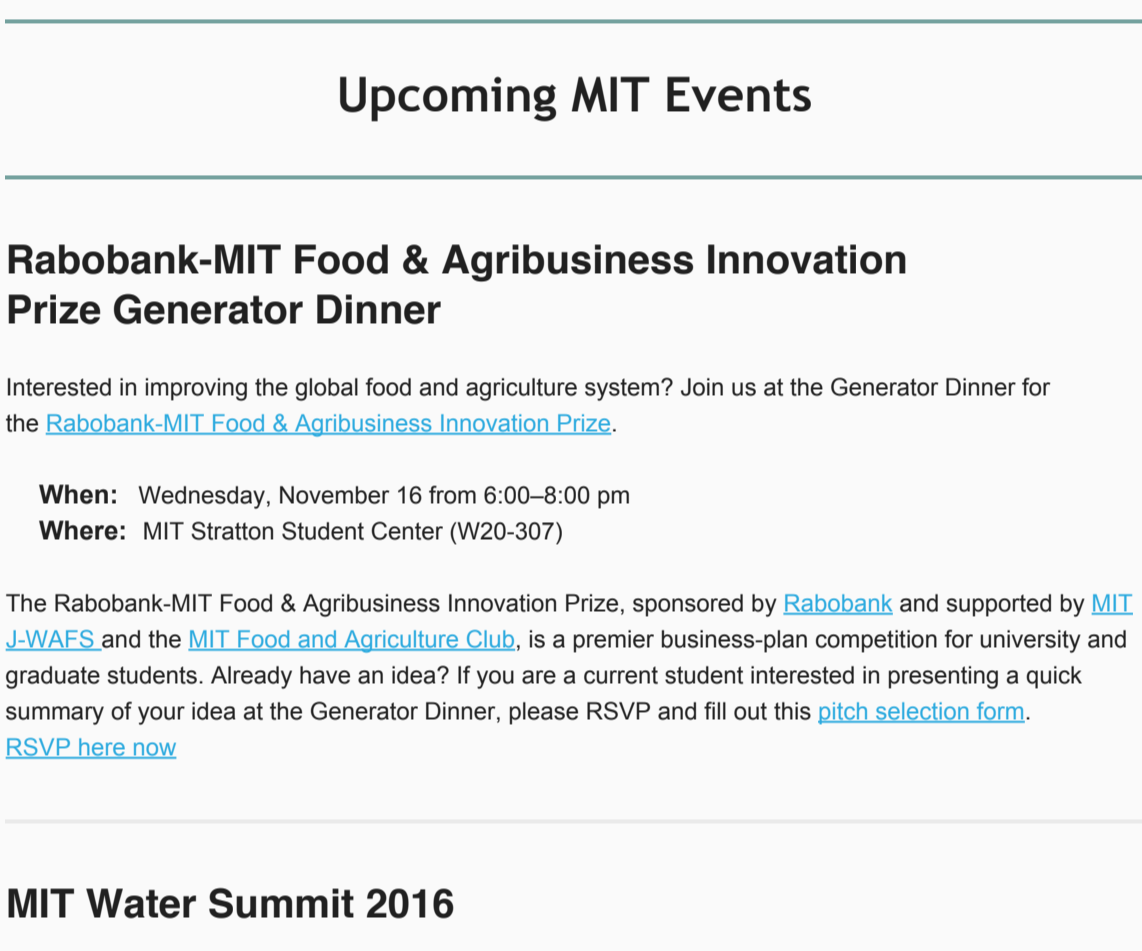 Upcoming MIT Events
Rabobank-MIT Food & Agribusiness Innovation
Prize Generator Dinner
Interested in improving the global food and agriculture system? Join us at the Generator Dinner for
the Rabobank-MIT Food & Agribusiness Innovation Prize.
When: Wednesday, November 16 from 6:00–8:00 pm
Where: MIT Stratton Student Center (W20-307)
The Rabobank-MIT Food & Agribusiness Innovation Prize, sponsored by Rabobank and supported by MIT
J-WAFS and the MIT Food and Agriculture Club, is a premier business-plan competition for university and
graduate students. Already have an idea? If you are a current student interested in presenting a quick
summary of your idea at the Generator Dinner, please RSVP and fill out this pitch selection form.
RSVP here now
MIT Water Summit 2016